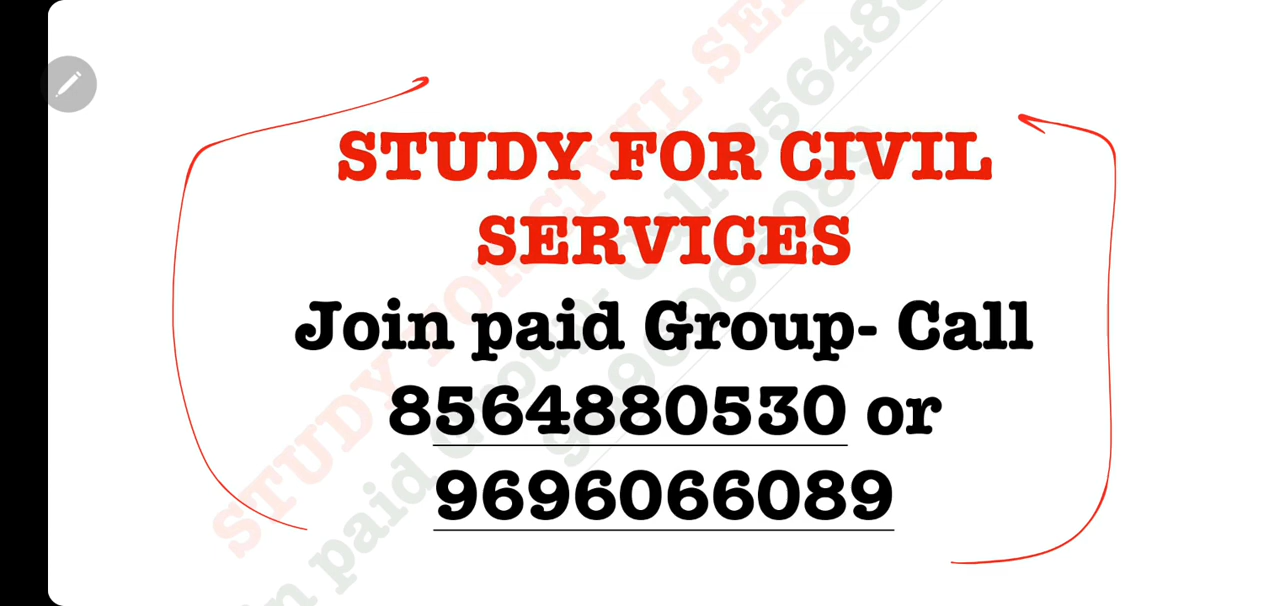 STUDY FOR CIVIL
SERVICES
Join paid Group- Call
8564880530 or
9696066089